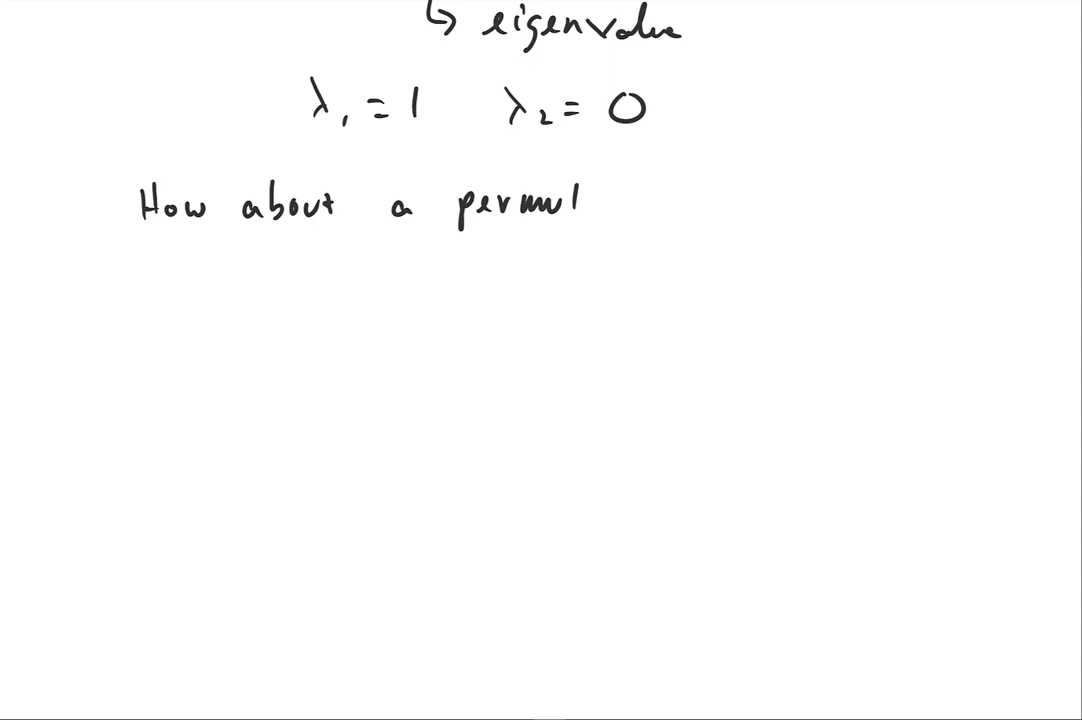 ↳ eigenvalue
λ₁ = 1 λ₂ = 0
How about a permut